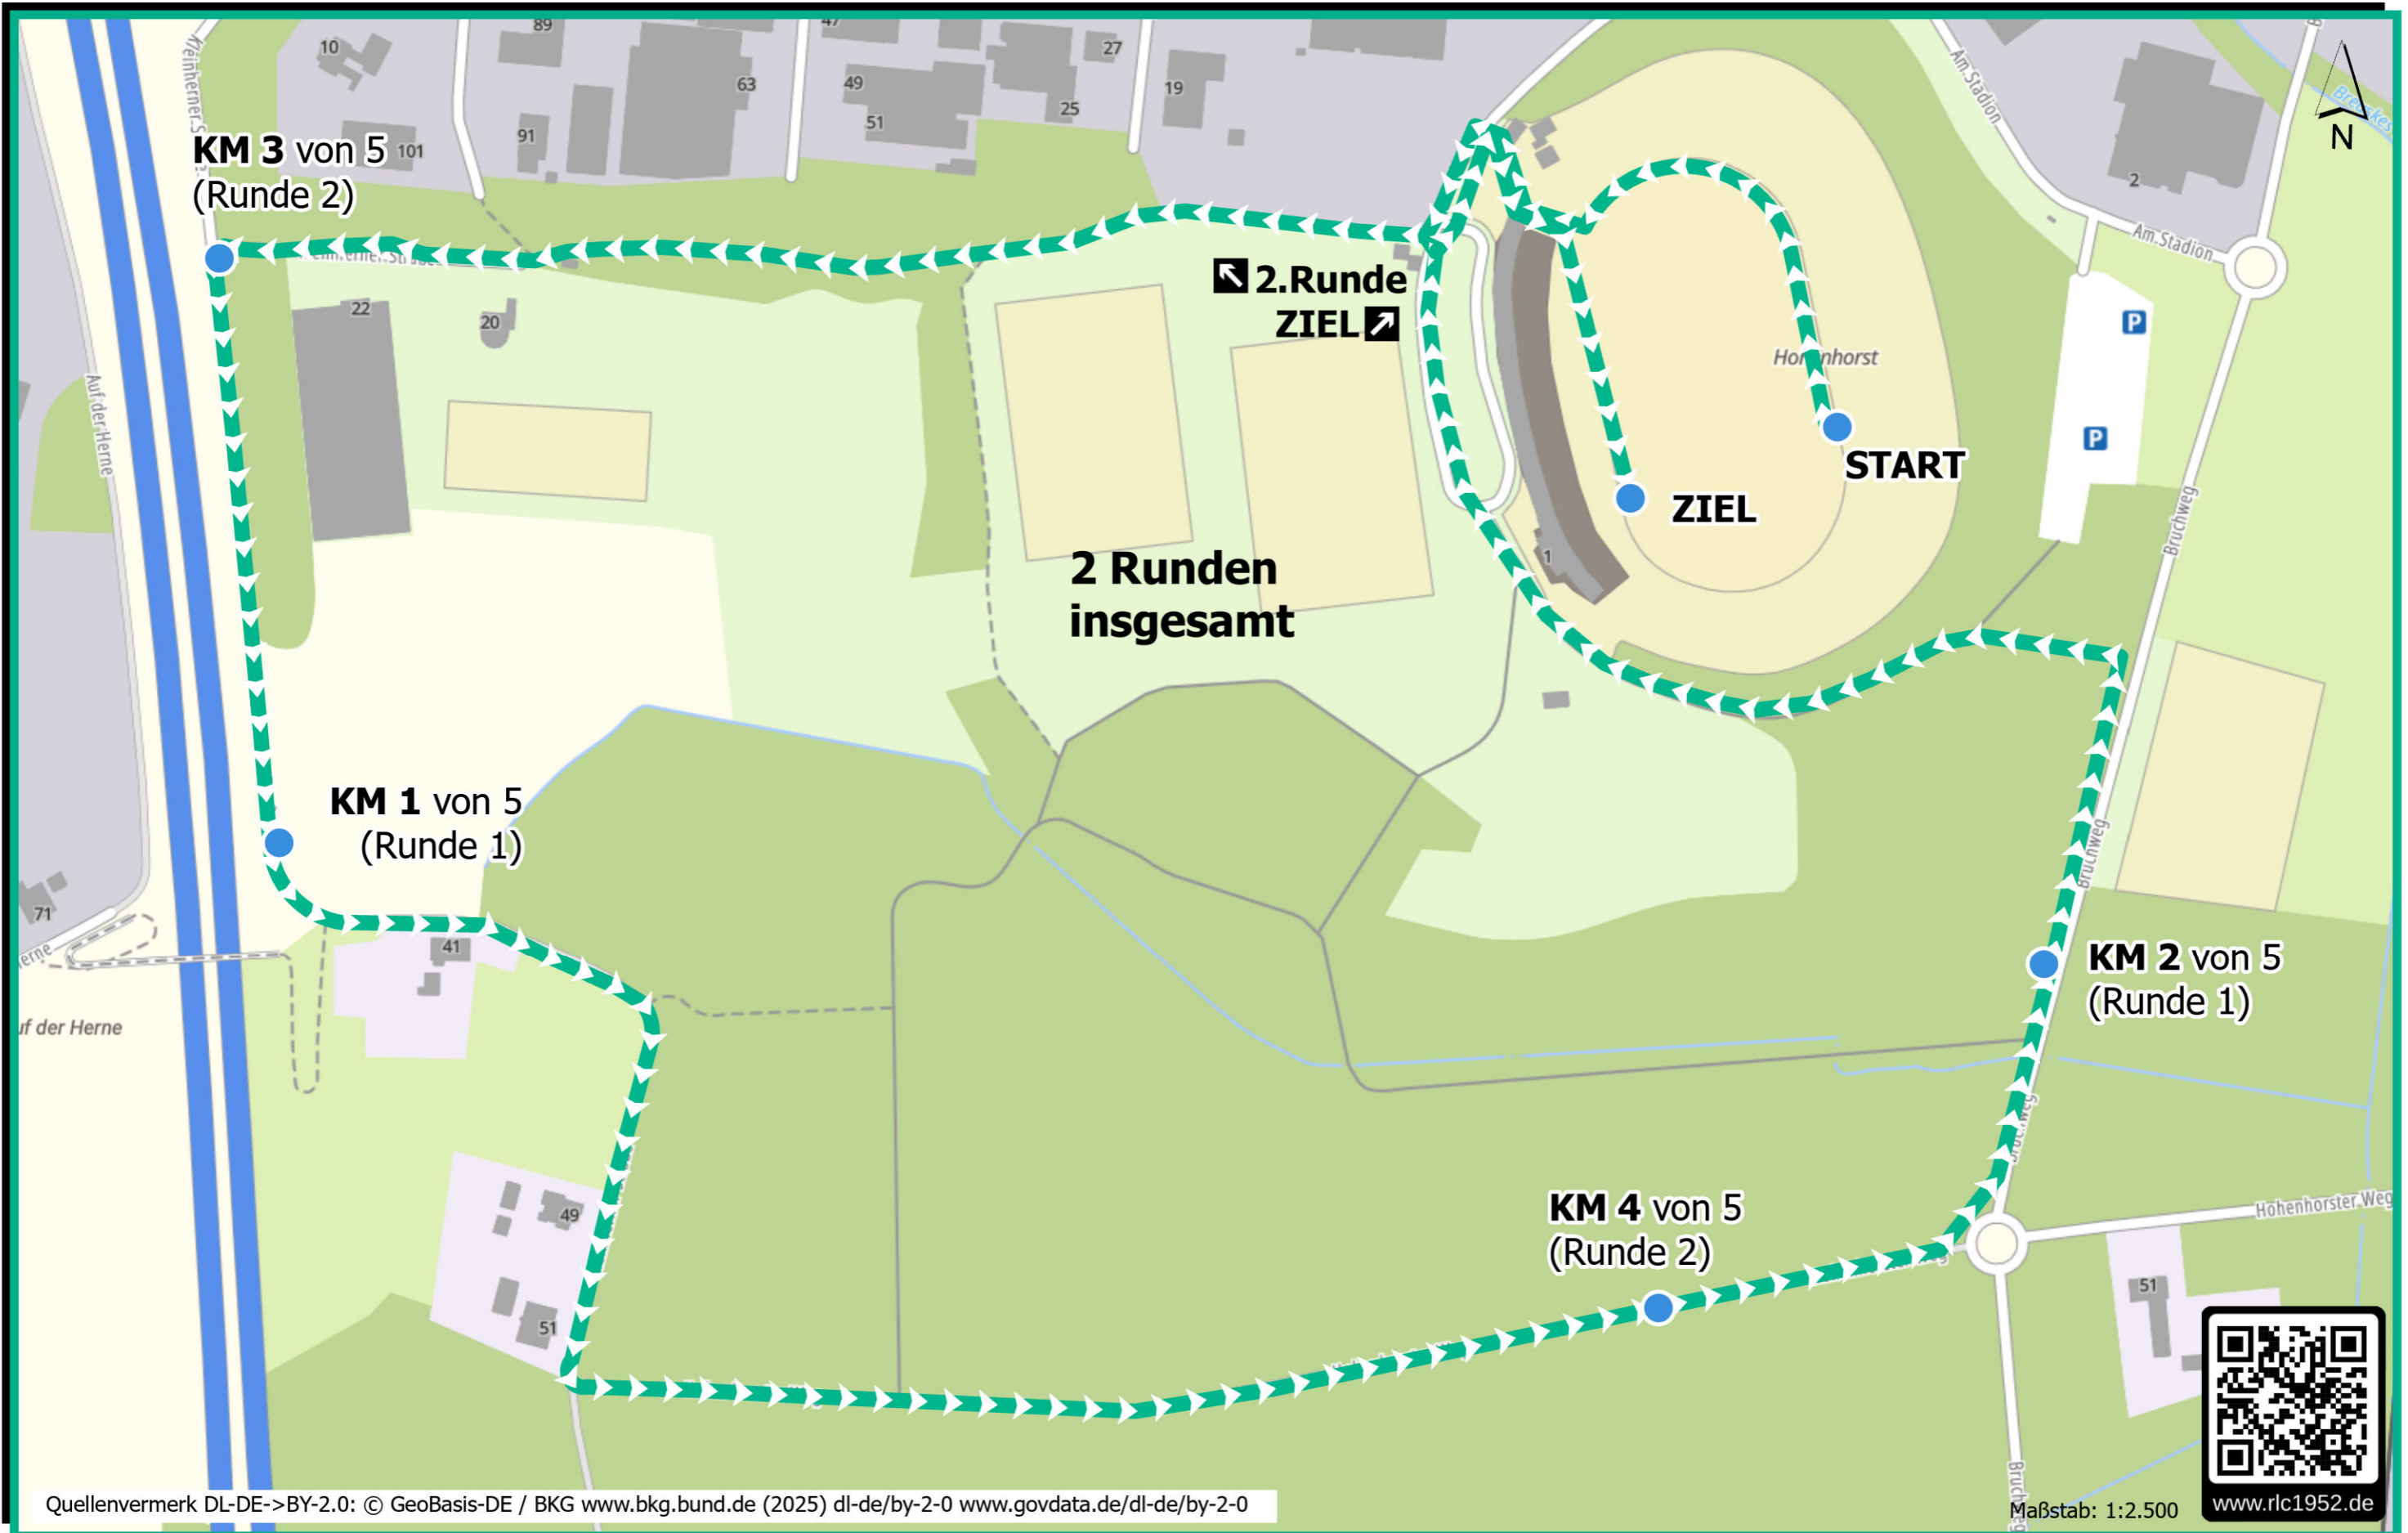 Kleinherner S
10
89
47
63
49
51
91
101
27
25
19
Am Stadion
2
N
KM 3 von 5
(Runde 2)
22
20
2.Runde
ZIEL
Am Stadion
P
P
START
ZIEL
Auf der Herne
Bruchweg
1
2 Runden
insgesamt
KM 1 von 5
(Runde 1)
Bruchweg
71
41
erne
uf der Herne
KM 2 von 5
(Runde 1)
49
51
KM 4 von 5
(Runde 2)
Höhenhorster Weg
51
Quellenvermerk DL-DE->BY-2.0: © GeoBasis-DE / BKG www.bkg.bund.de (2025) dl-de/by-2-0 www.govdata.de/dl-de/by-2-0
Maßstab: 1:2.500
www.rlc1952.de